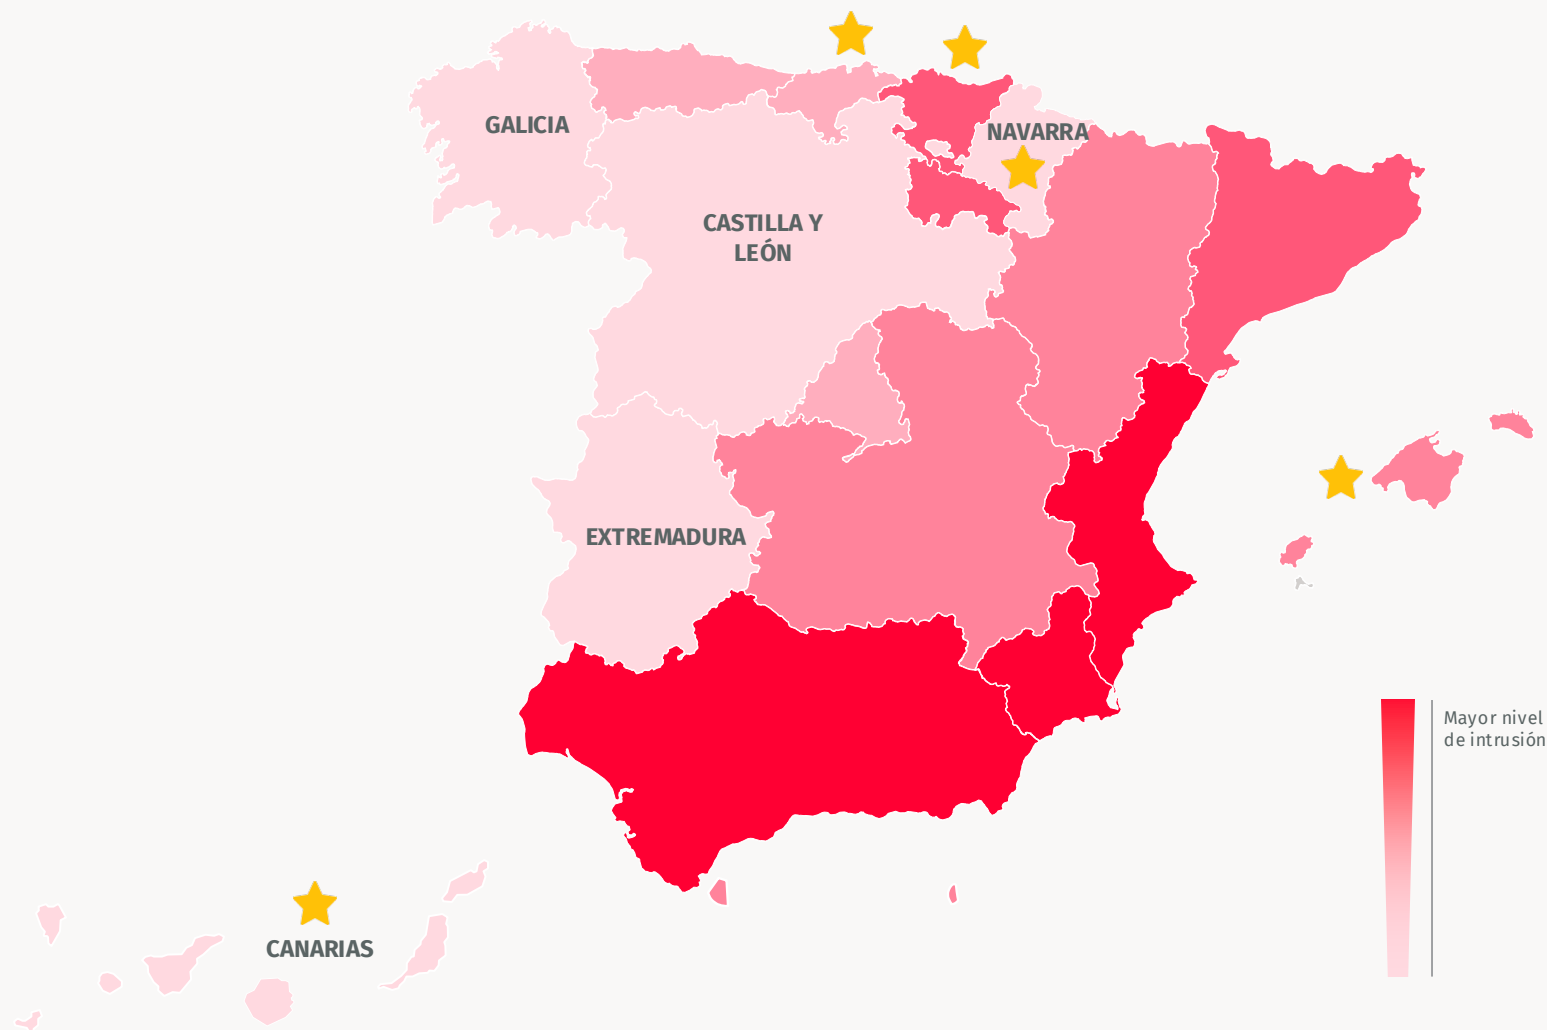 GALICIA
NAVARRA
CASTILLA Y
LEÓN
EXTREMADURA
Mayor nivel
de intrusión
CANARIAS